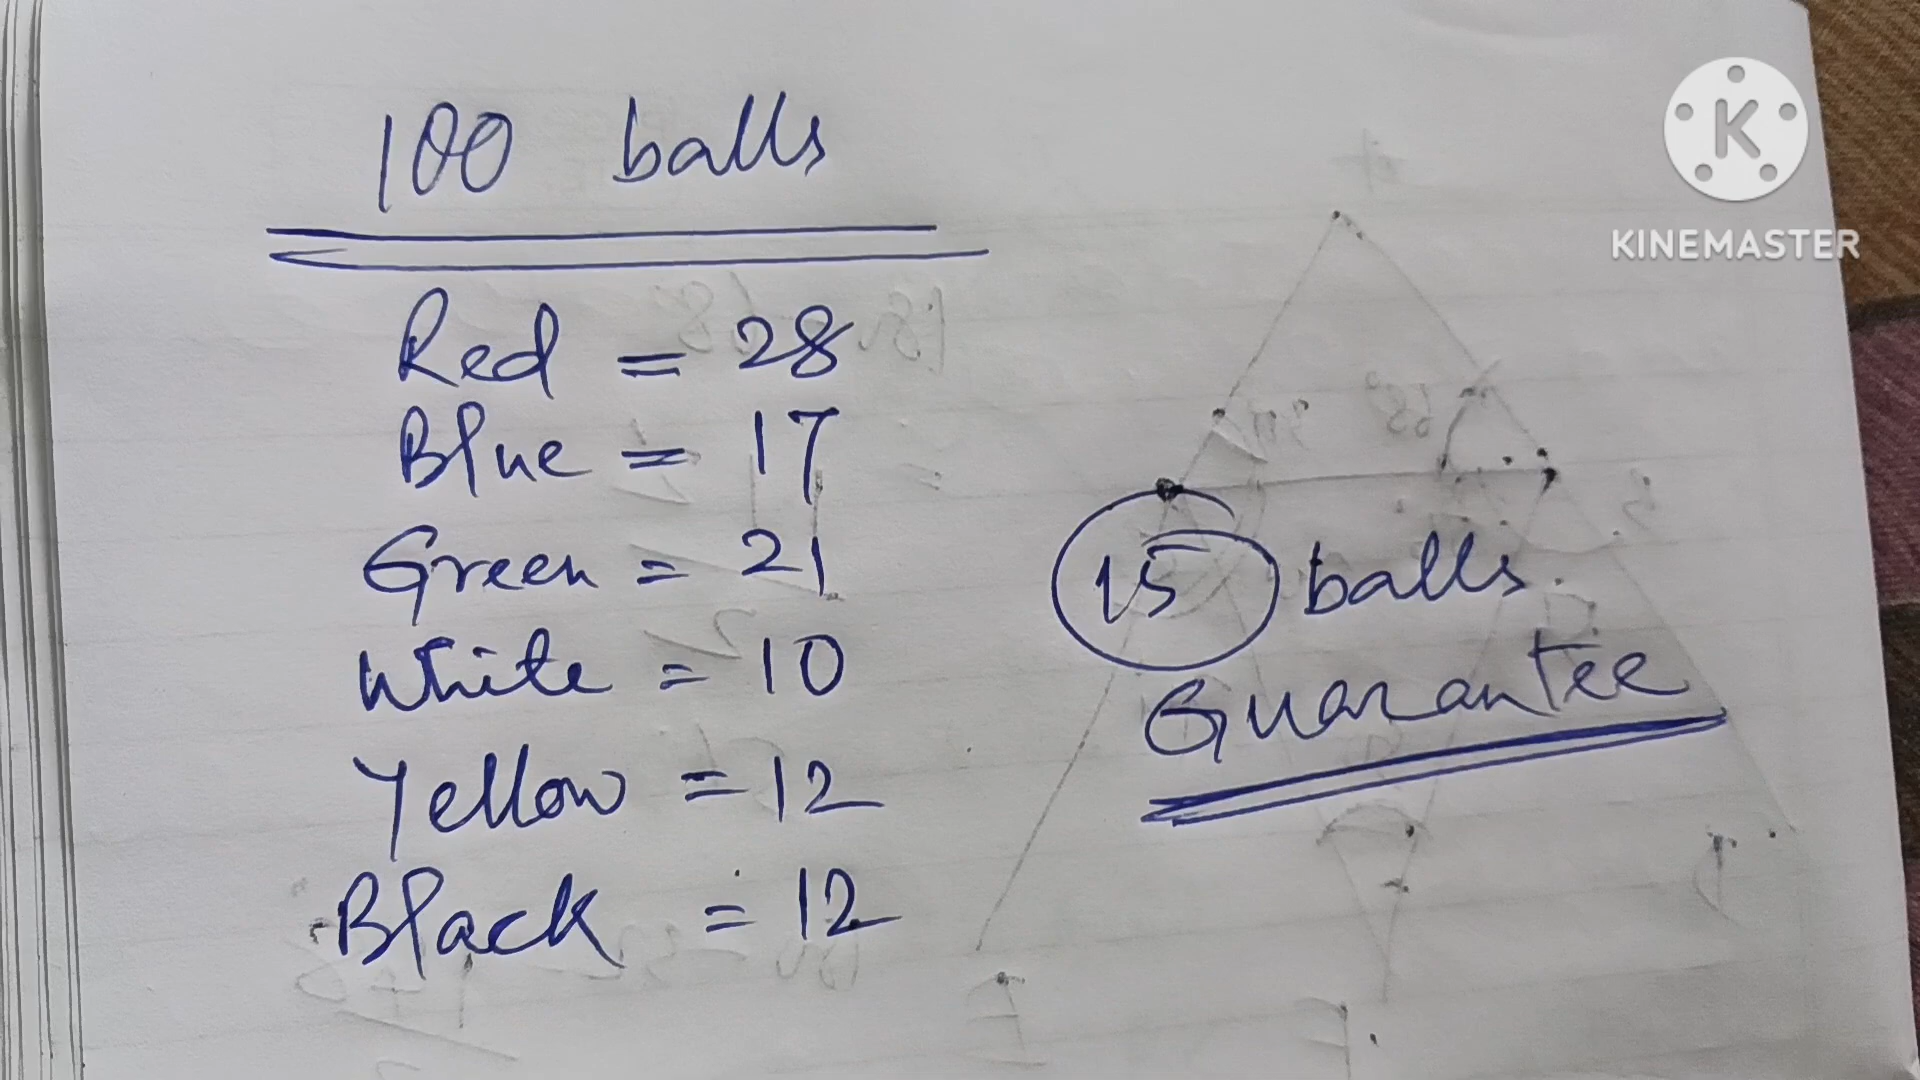 100 balls
Red = 28
Blue = 17
Green = 21
White = 10
Yellow = 12
Black = 12
15 balls
Guarantee
K
KINEMASTER